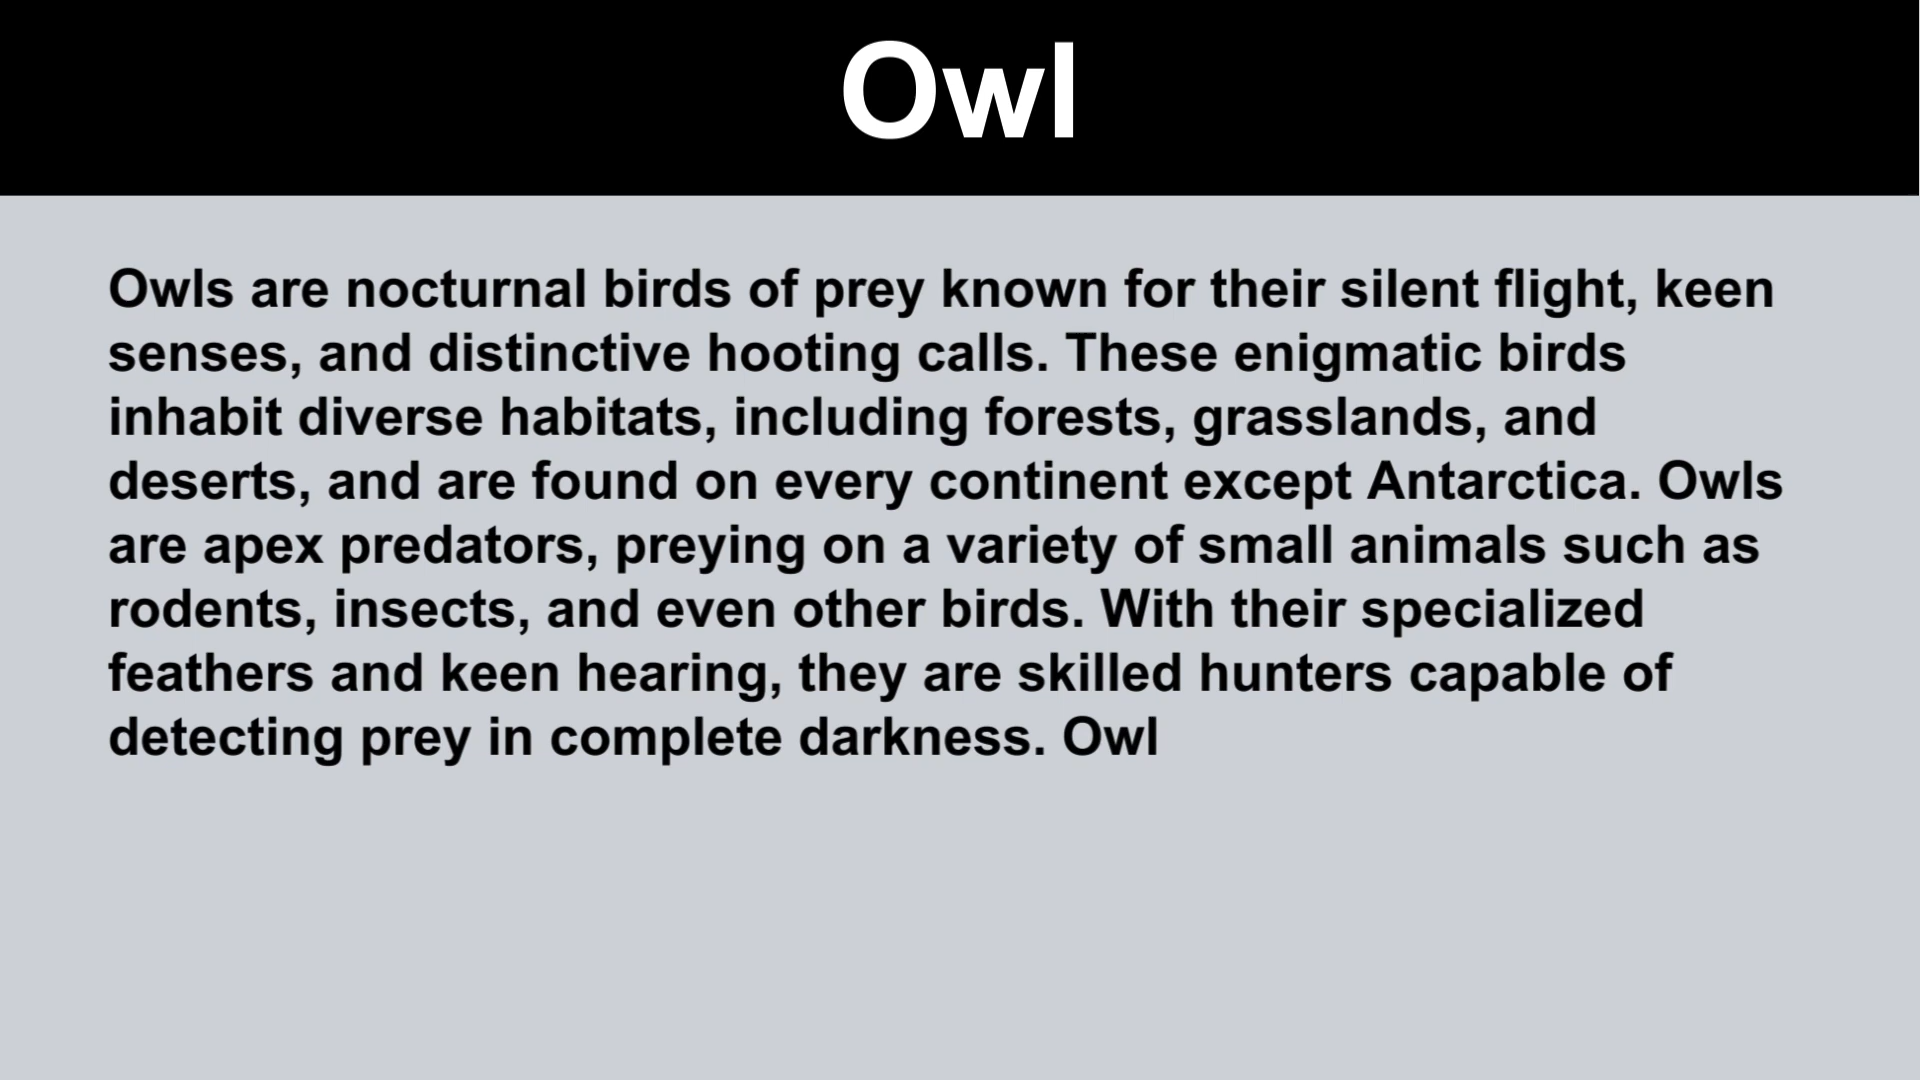 Owl
Owls are nocturnal birds of prey known for their silent flight, keen
senses, and distinctive hooting calls. These enigmatic birds
inhabit diverse habitats, including forests, grasslands, and
deserts, and are found on every continent except Antarctica. Owls
are apex predators, preying on a variety of small animals such as
rodents, insects, and even other birds. With their specialized
feathers and keen hearing, they are skilled hunters capable of
detecting prey in complete darkness. Owl